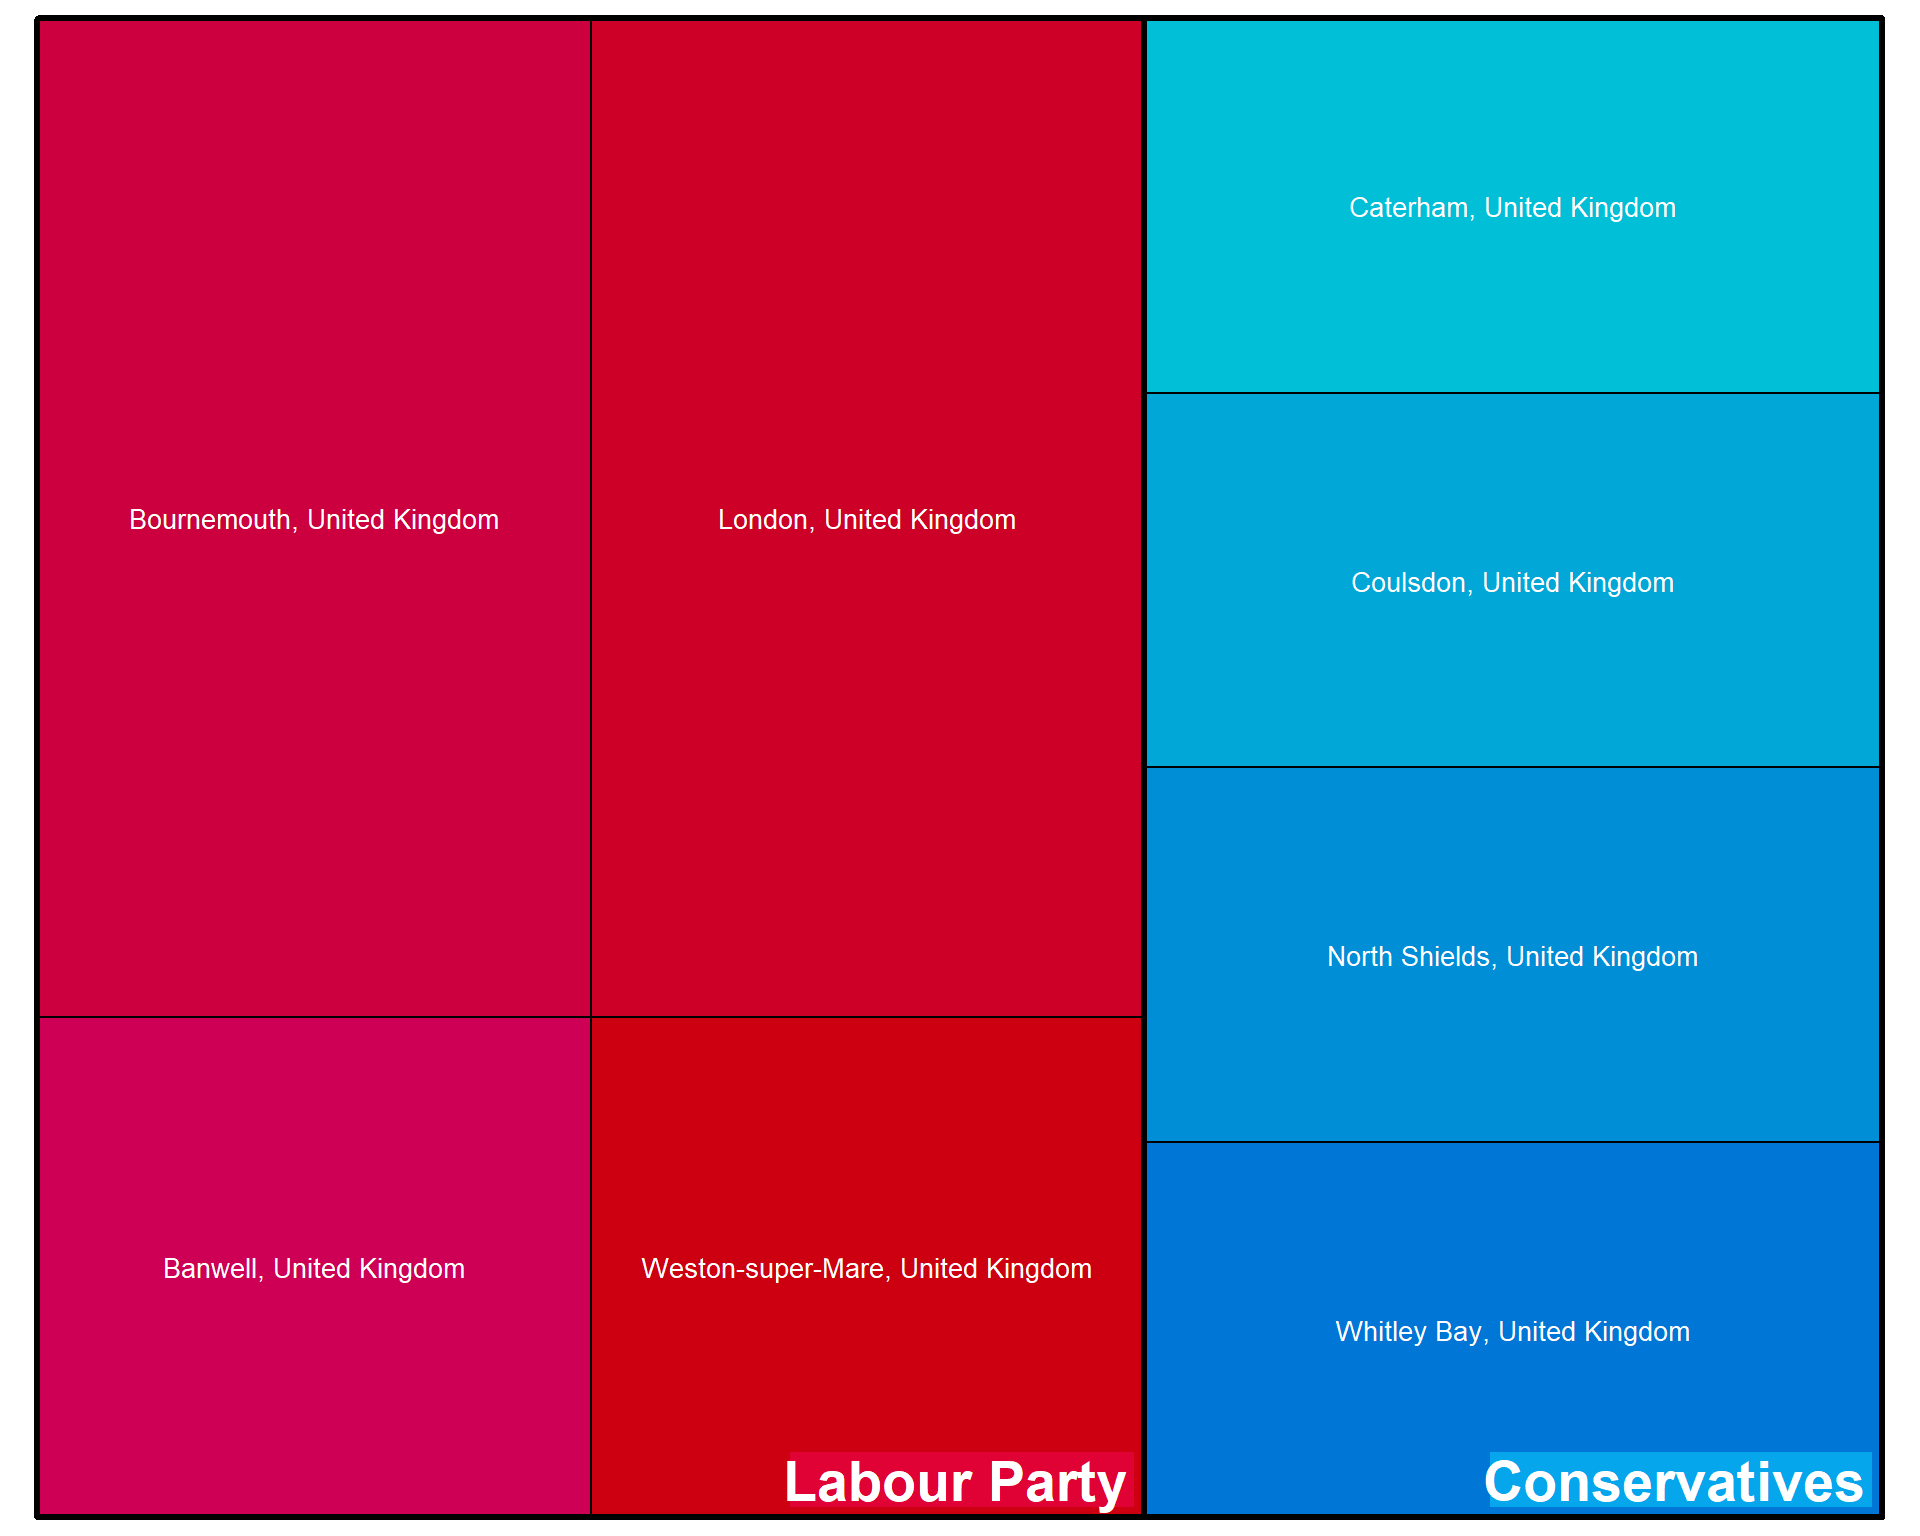 Bournemouth, United Kingdom
London, United Kingdom
Banwell, United Kingdom
Weston-super-Mare, United Kingdom
Labour Party
Caterham, United Kingdom
Coulsdon, United Kingdom
North Shields, United Kingdom
Whitley Bay, United Kingdom
Conservatives